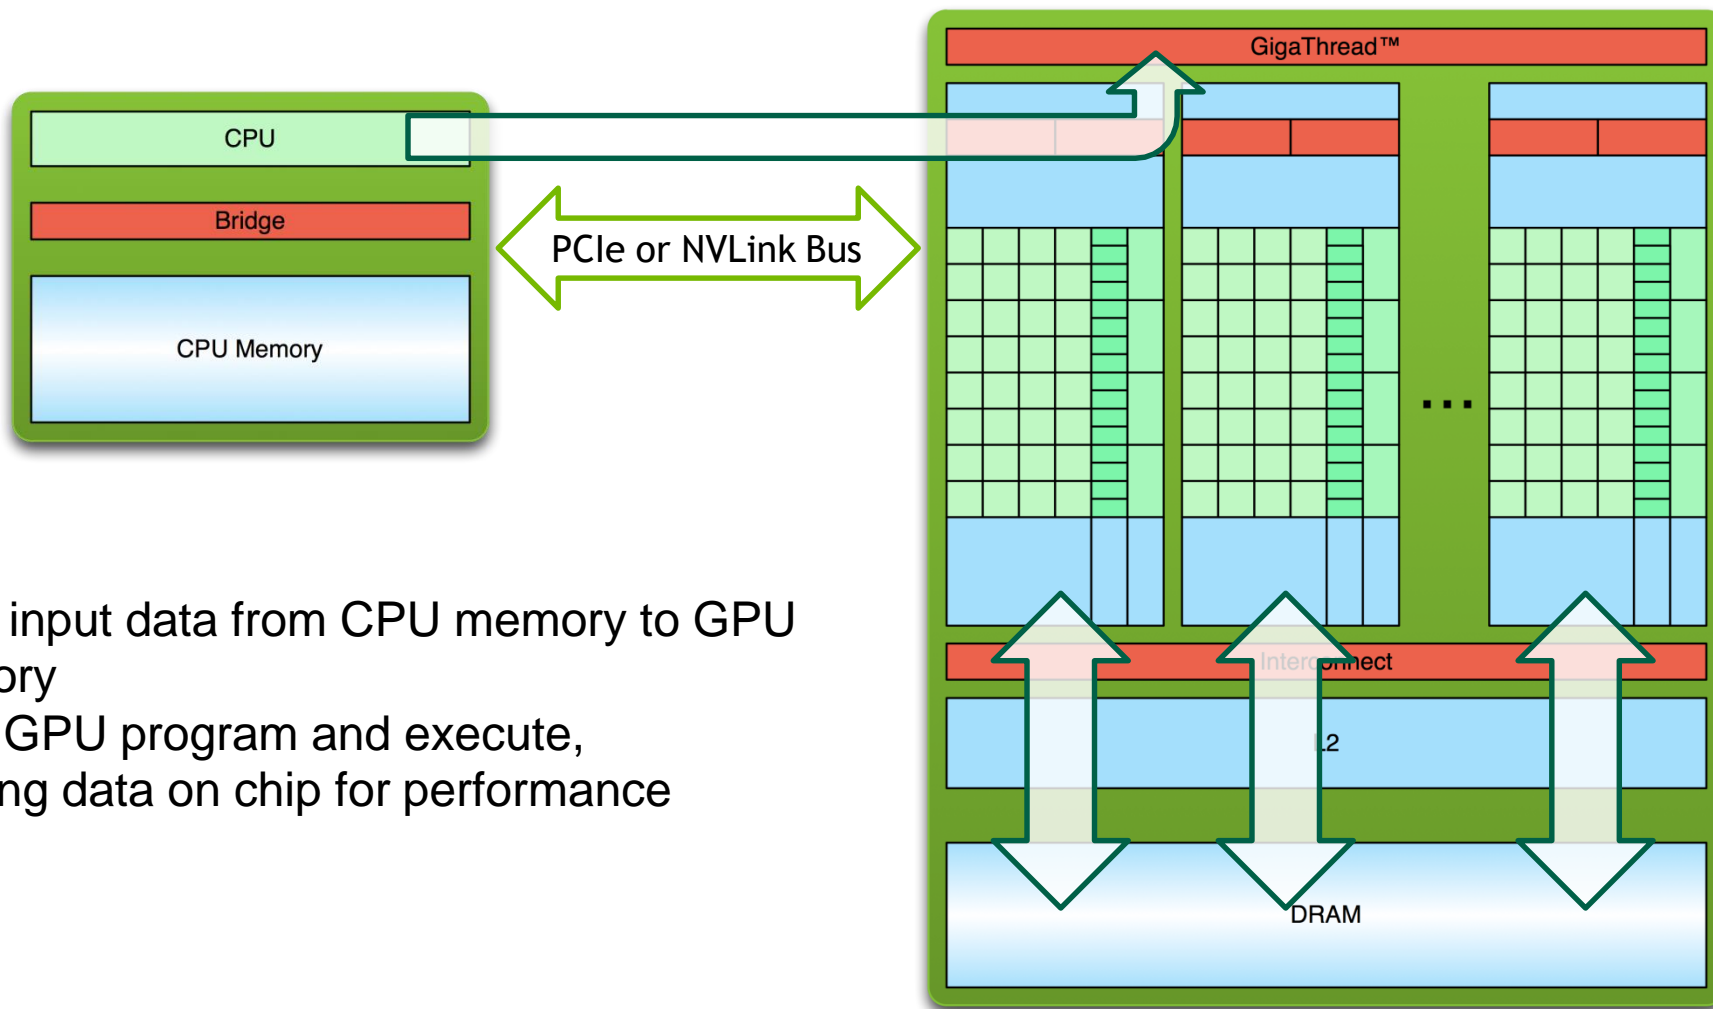 GigaThread™
CPU
Bridge
PCIe or NVLink Bus
CPU Memory
input data from CPU memory to GPU
ory
GPU program and execute,
ng data on chip for performance
Interconnect
L2
DRAM